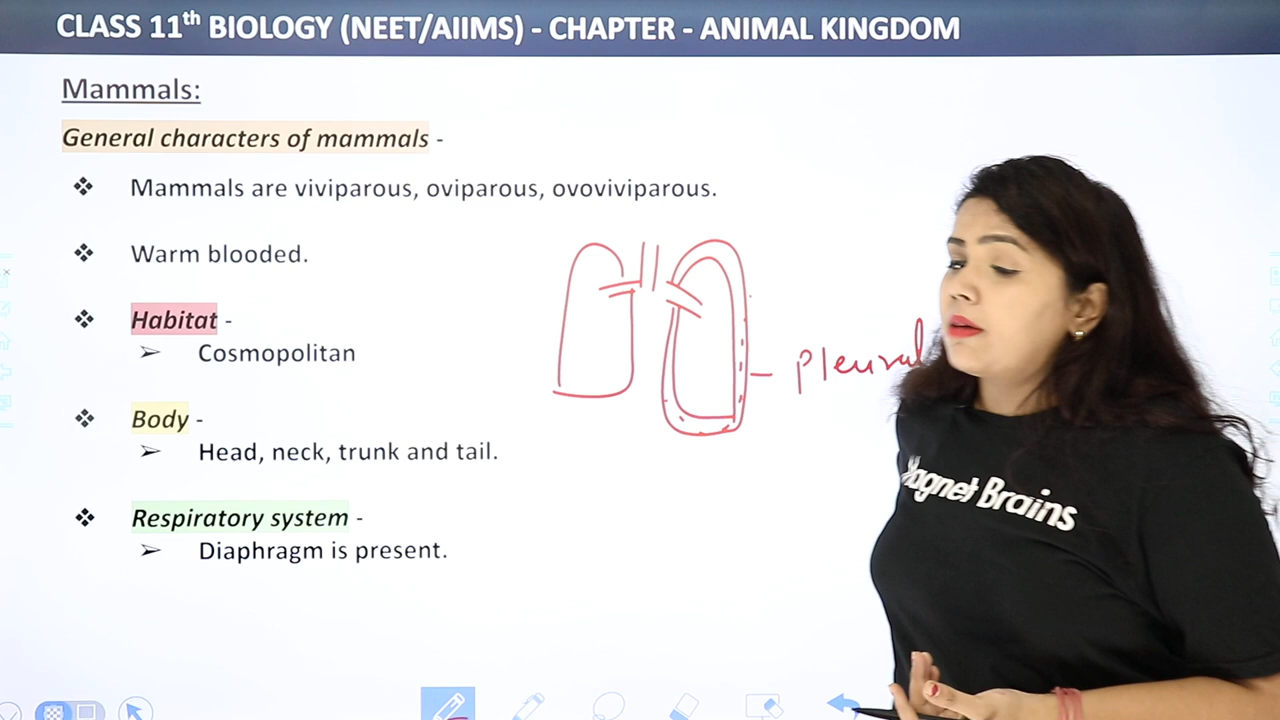 CLASS 11th BIOLOGY (NEET/AIIMS) - CHAPTER - ANIMAL KINGDOM
Mammals:
General characters of mammals -
❖ Mammals are viviparous, oviparous, ovoviviparous.
❖ Warm blooded.
❖ Habitat -
➢ Cosmopolitan
❖ Body -
➢ Head, neck, trunk and tail.
❖ Respiratory system -
➢ Diaphragm is present.
– Pleural
Magnet Brains